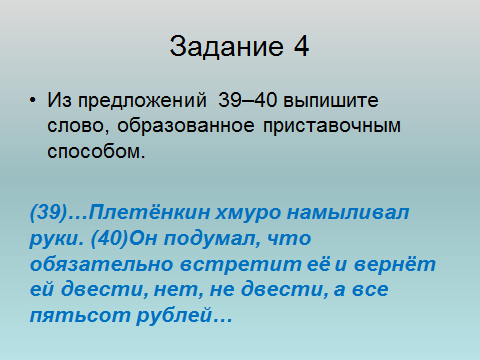 Задание 4
• Из предложений 39–40 выпишите
слово, образованное приставочным
способом.
(39)…Плетёнкин хмуро намыливал
руки. (40)Он подумал, что
обязательно встретит её и вернёт
ей двести, нет, не двести, а все
пятьсот рублей…